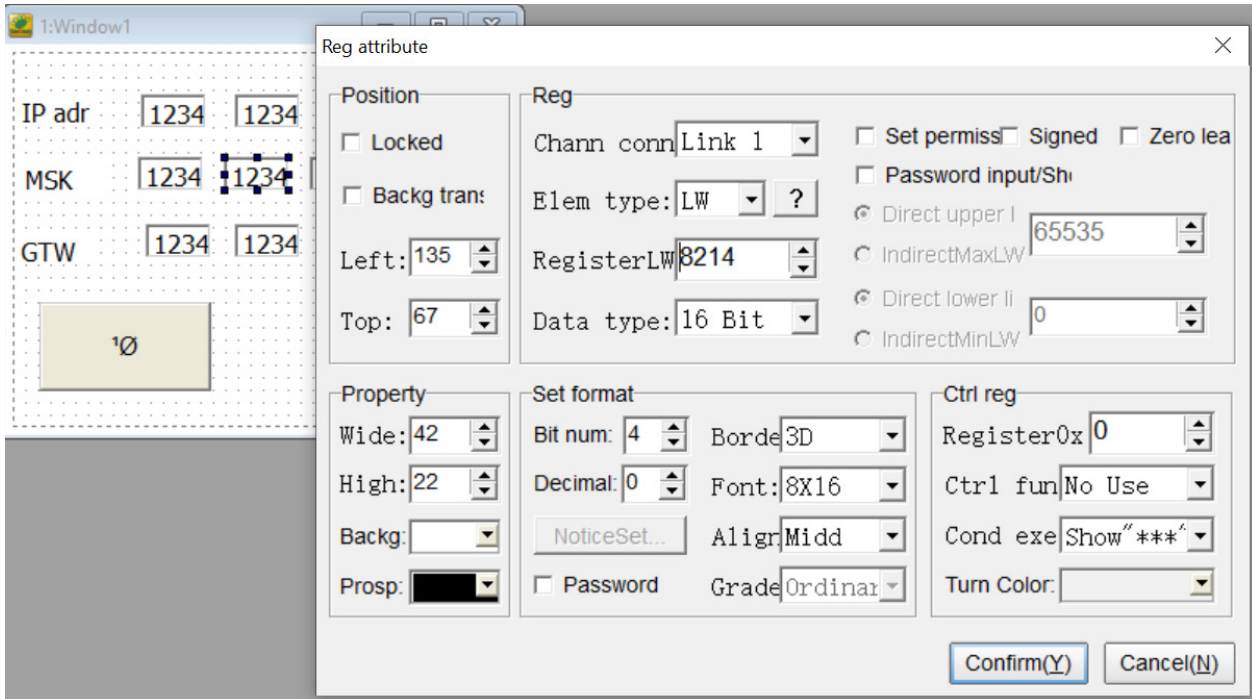 1:Window1
Reg attribute
IP adr
1234
1234
MSK
1234
1234
GTW
1234
1234
¹Ø
Position
Locked
Backg trans
Left:
135
Top:
67
Reg
Chann conn
Link 1
Elem type:
LW
?
RegisterLW
8214
Data type:
16 Bit
Set permiss
Signed
Zero lea
Password input/Sh
Direct upper l
IndirectMaxLW
65535
Direct lower li
IndirectMinLW
0
Property
Wide:
42
High:
22
Backg:
Prosp:
Set format
Bit num:
4
Decimal:
0
NoticeSet...
Password
Borde
3D
Font:
8X16
Align
Midd
Grade
Ordinar
Ctrl reg
Register0x
0
Ctrl fun
No Use
Cond exe
Show"***"
Turn Color:
Confirm(Y)
Cancel(N)